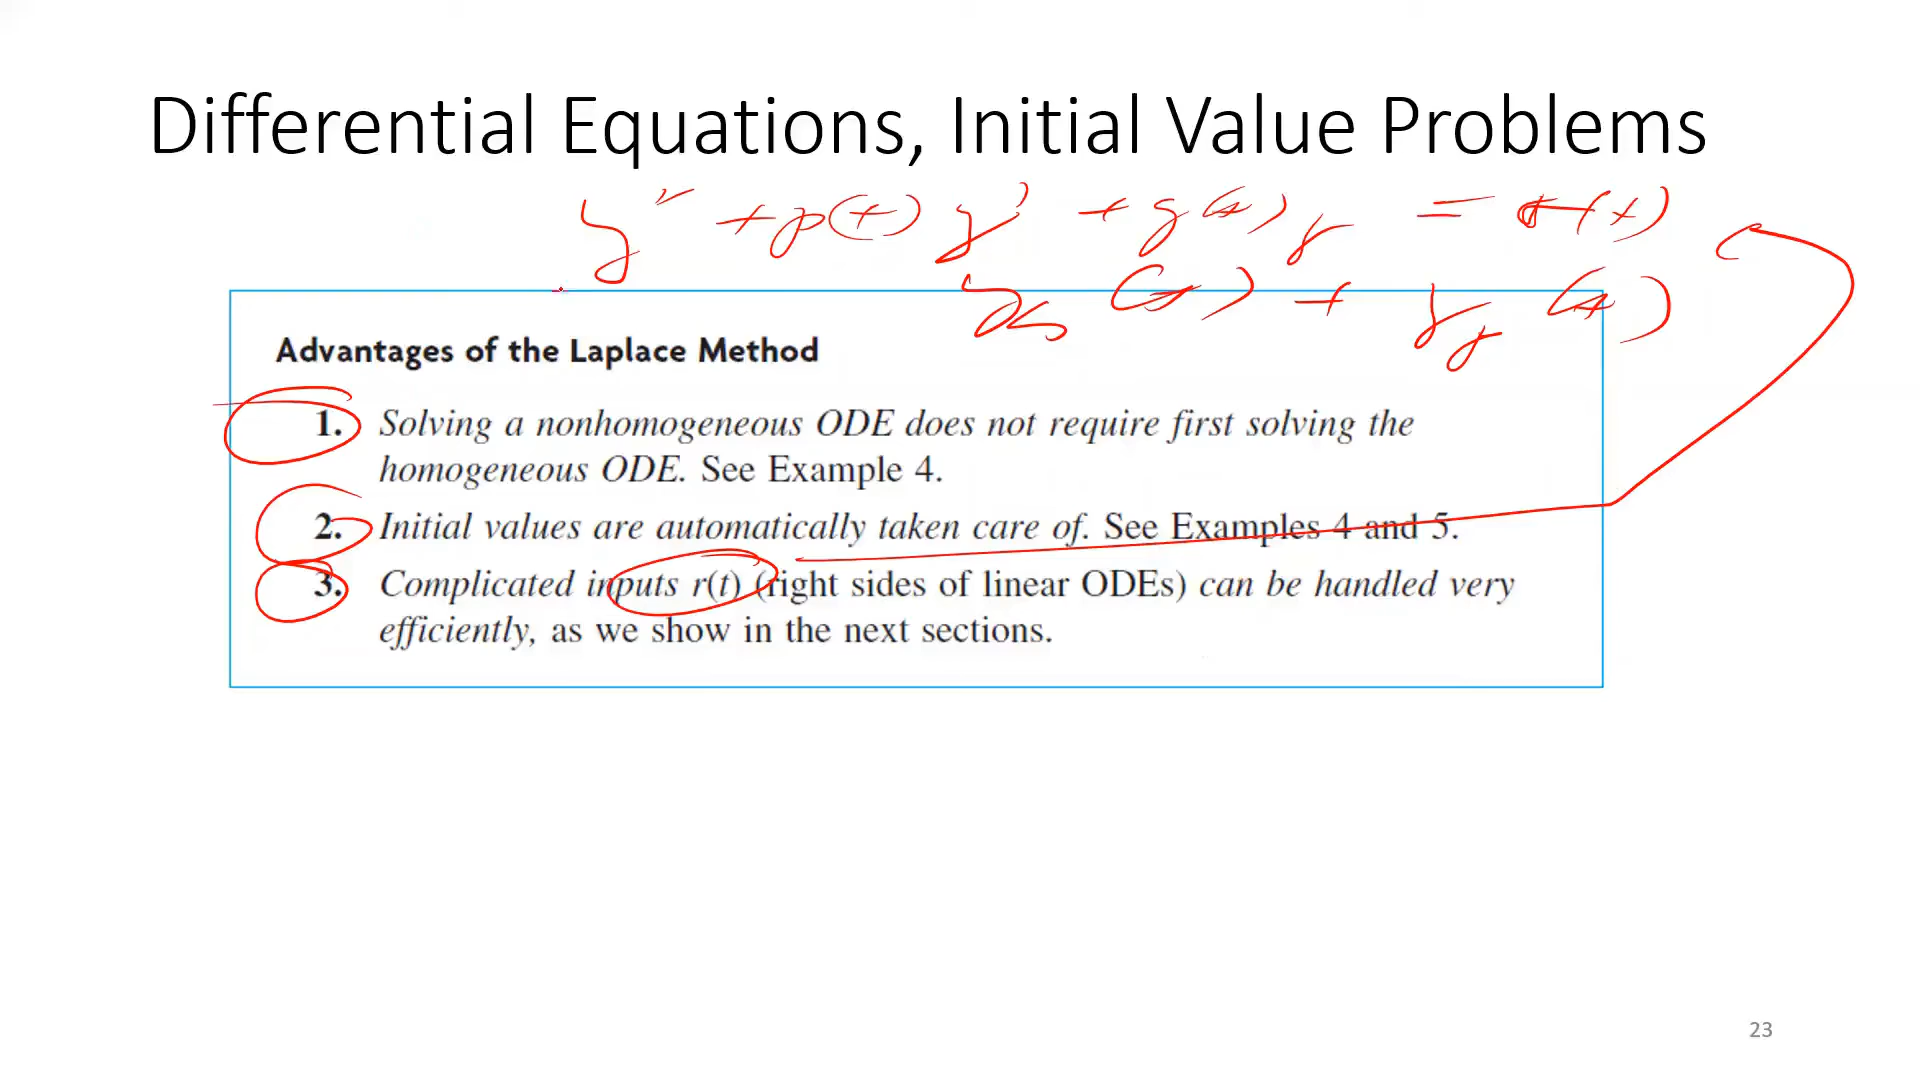 Differential Equations, Initial Value Problems
y'' + p(t) y' + q(t) y = r(t)
y_h (t) + y_p (t)
Advantages of the Laplace Method
1. Solving a nonhomogeneous ODE does not require first solving the
homogeneous ODE. See Example 4.
2. Initial values are automatically taken care of. See Examples 4 and 5.
3. Complicated inputs r(t) (right sides of linear ODEs) can be handled very
efficiently, as we show in the next sections.
23